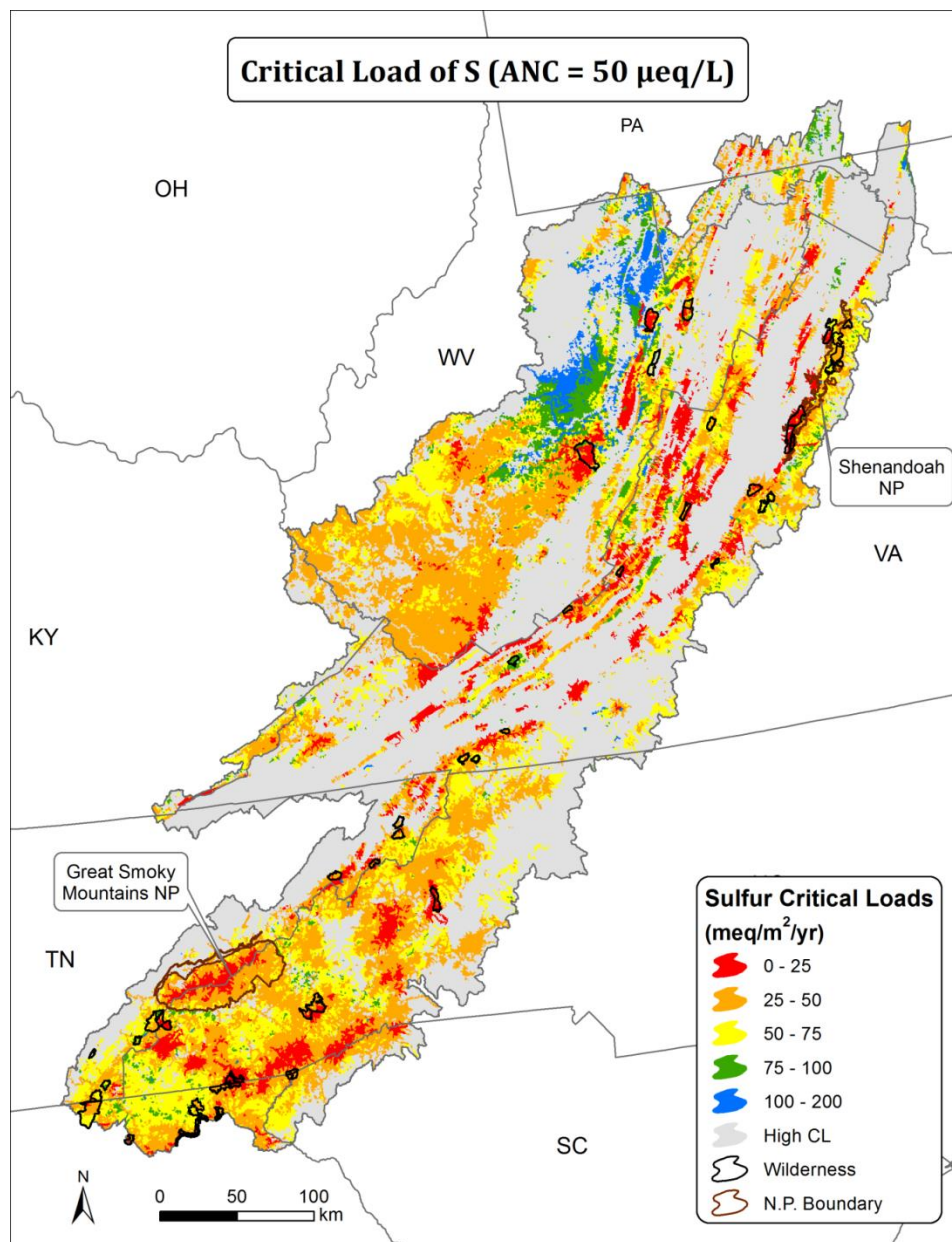 Critical Load of S (ANC = 50 µeq/L)
PA
OH
WV
Shenandoah
NP
VA
KY
Great Smoky
Mountains NP
TN
Sulfur Critical Loads
(meq/m²/yr)
0 - 25
25 - 50
50 - 75
75 - 100
100 - 200
High CL
Wilderness
N.P. Boundary
SC
N
0 50 100
km